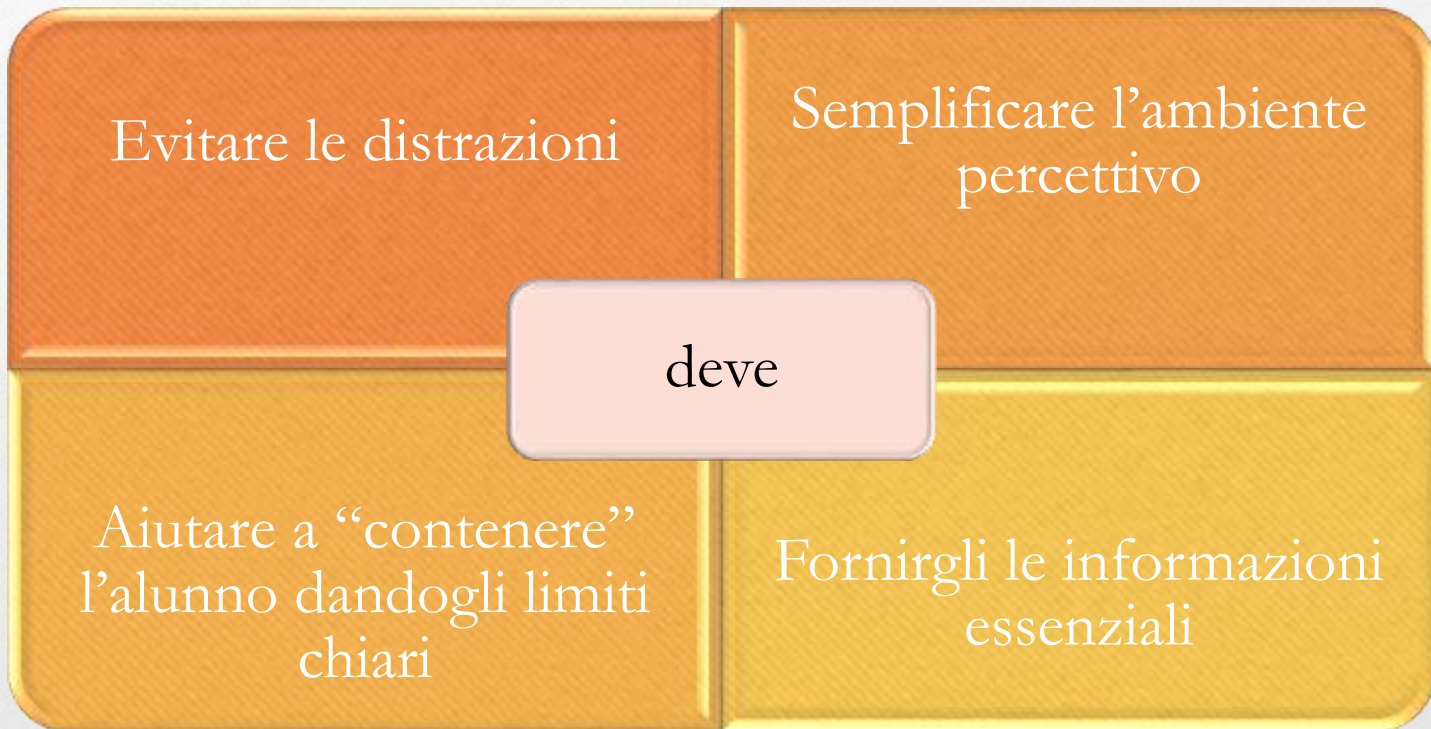 Evitare le distrazioni
Semplificare l’ambiente
percettivo
deve
Aiutare a “contenere”
l’alunno dandogli limiti
chiari
Fornirgli le informazioni
essenziali